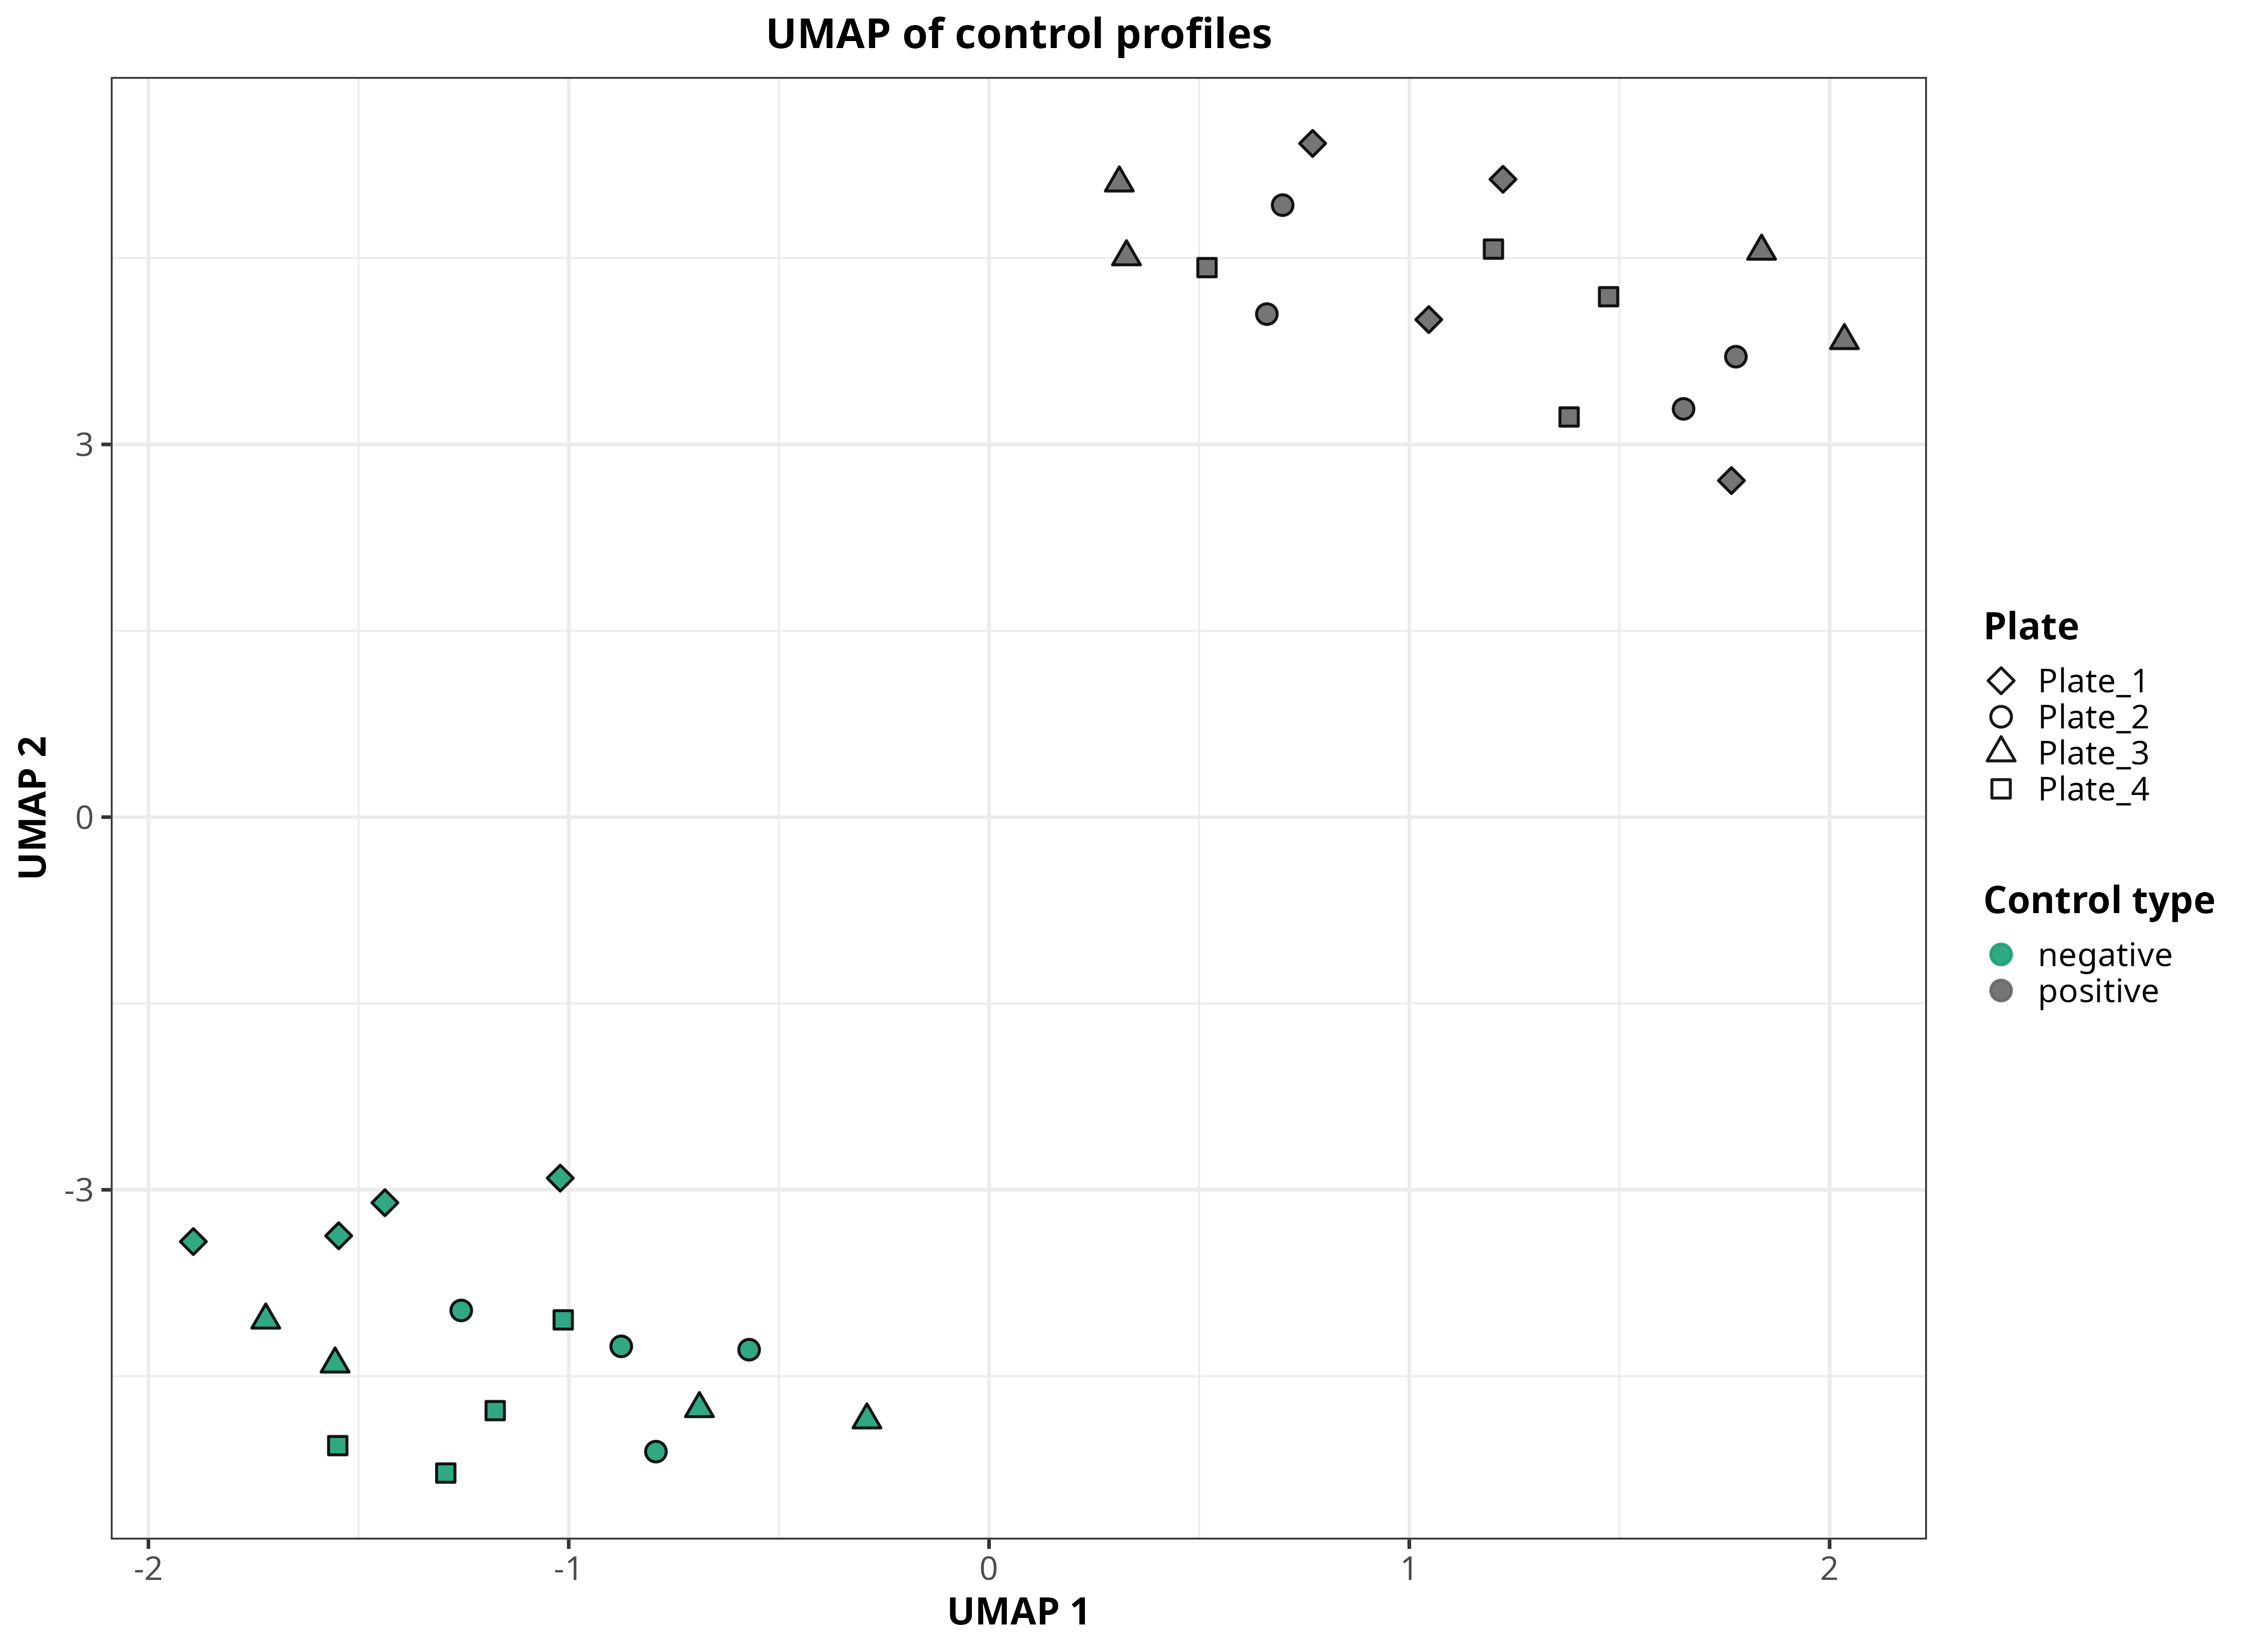 UMAP of control profiles
UMAP 2
3
0
-3
-2
-1
0
1
2
UMAP 1
Plate
Plate_1
Plate_2
Plate_3
Plate_4
Control type
negative
positive